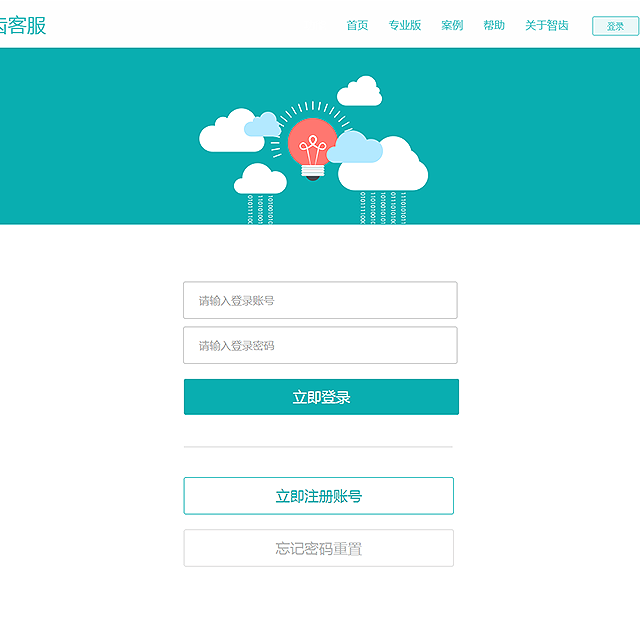 齿客服
首页 专业版 案例 帮助 关于智齿 登录
请输入登录账号
请输入登录密码
立即登录
立即注册账号
忘记密码重置